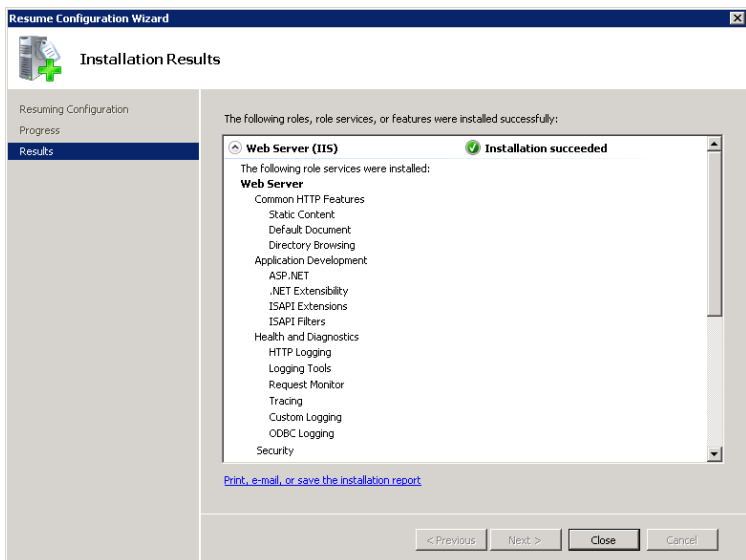 Resume Configuration Wizard
Installation Results
Resuming Configuration
Progress
Results
The following roles, role services, or features were installed successfully:
Web Server (IIS) Installation succeeded
The following role services were installed:
Web Server
Common HTTP Features
Static Content
Default Document
Directory Browsing
Application Development
ASP.NET
.NET Extensibility
ISAPI Extensions
ISAPI Filters
Health and Diagnostics
HTTP Logging
Logging Tools
Request Monitor
Tracing
Custom Logging
ODBC Logging
Security
Print, e-mail, or save the installation report
< Previous Next > Close Cancel